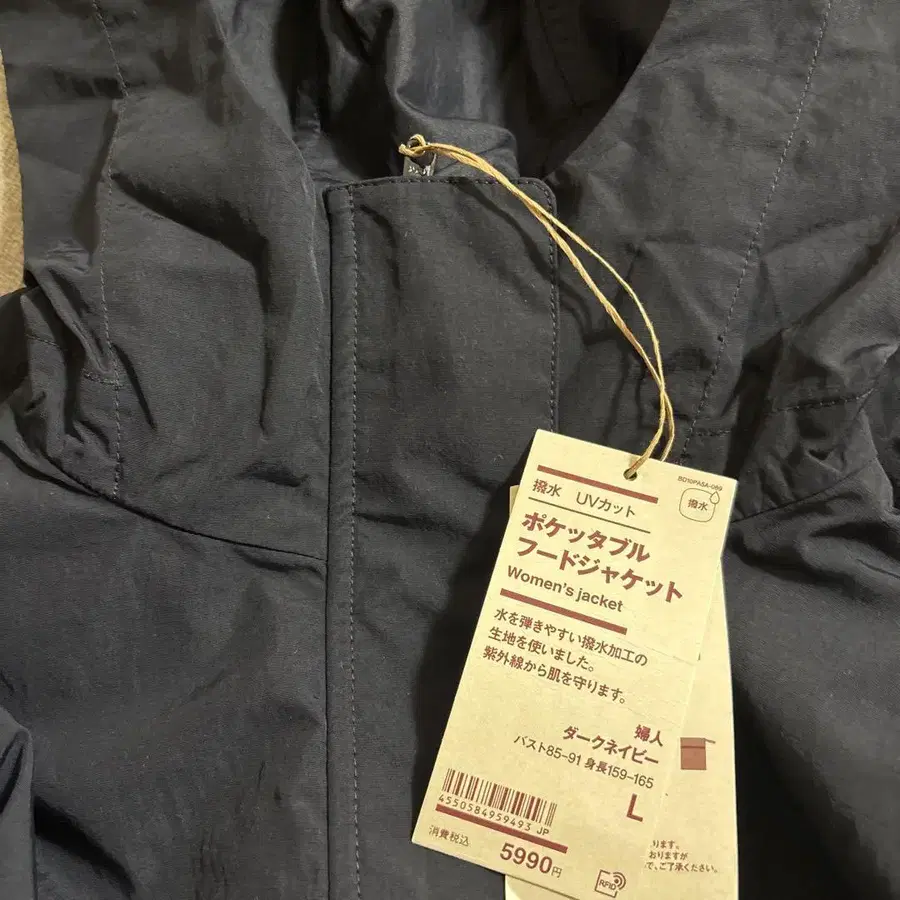 BD10PA5A-069
撥水 UVカット
撥水
ポケッタブル
フードジャケット
Women's jacket
水を弾きやすい撥水加工の
生地を使いました。
紫外線から肌を守ります。
婦人
ダークネイビー
バスト85-91 身長159-165
L
4550584959493 JP
消費税込
5990円
RFID
ります。
おりますが
で、ご了承ください。